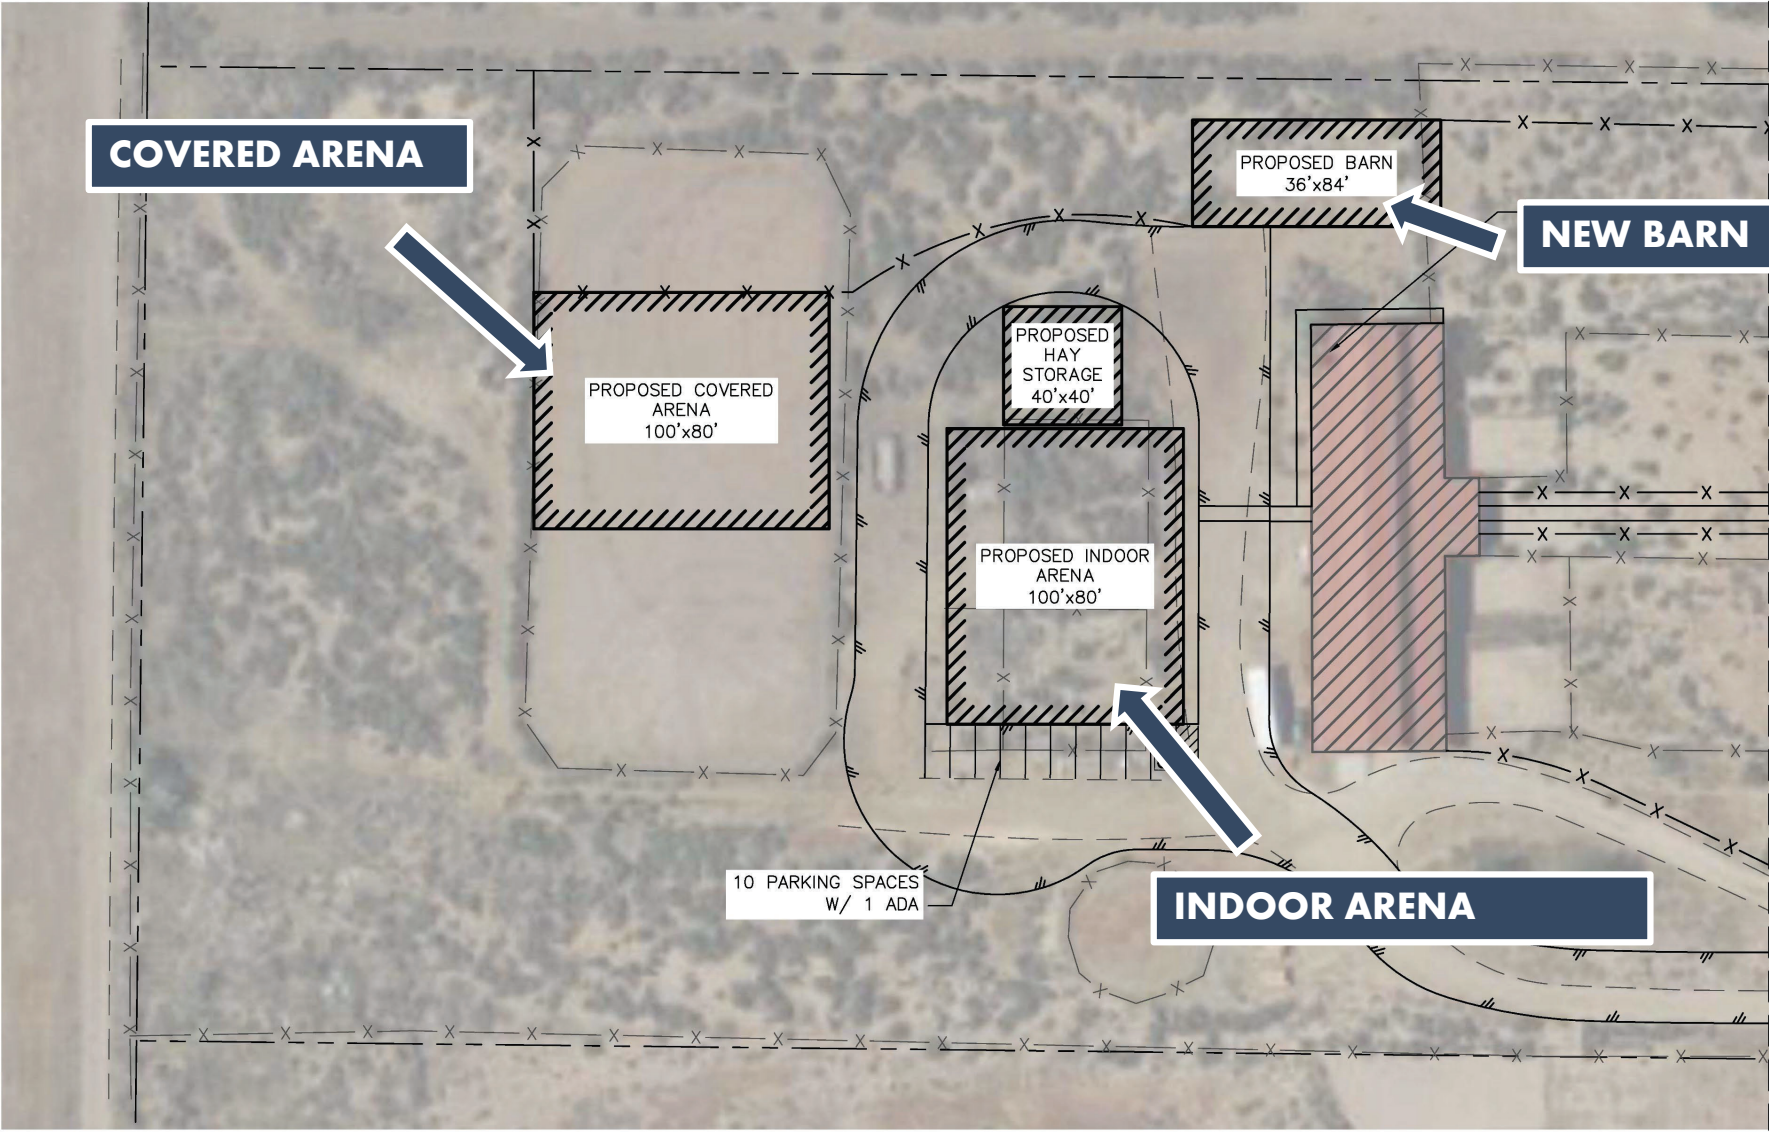 COVERED ARENA
PROPOSED BARN
36'x84'
NEW BARN
PROPOSED
HAY
STORAGE
40'x40'
PROPOSED COVERED
ARENA
100'x80'
PROPOSED INDOOR
ARENA
100'x80'
10 PARKING SPACES
W/ 1 ADA
INDOOR ARENA